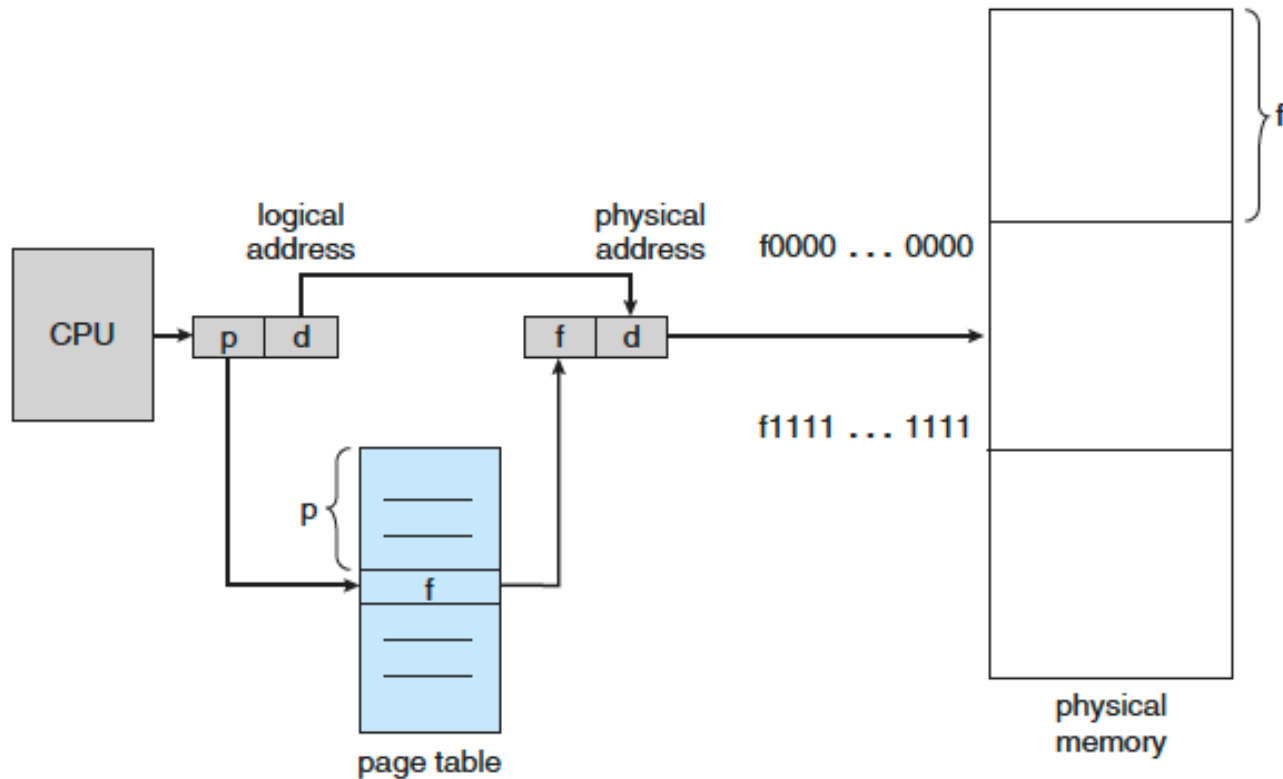 f
logical
address
physical
address
f0000 ... 0000
CPU
p
d
f
d
f1111 ... 1111
p
f
page table
physical
memory